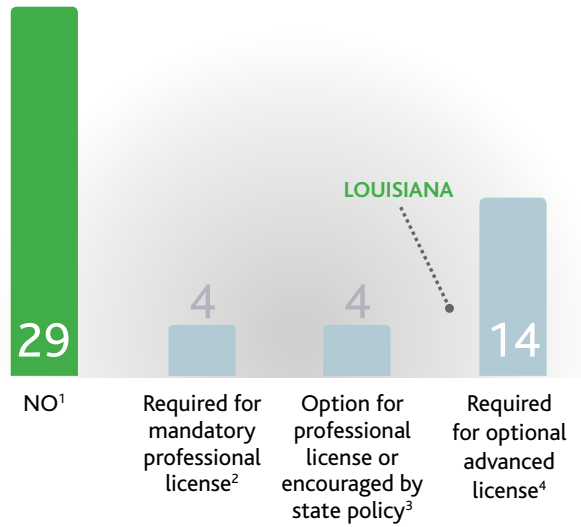 LOUISIANA
29
4
4
14
NO¹
Required for
mandatory
professional
license²
Option for
professional
license or
encouraged by
state policy³
Required
for optional
advanced
license⁴